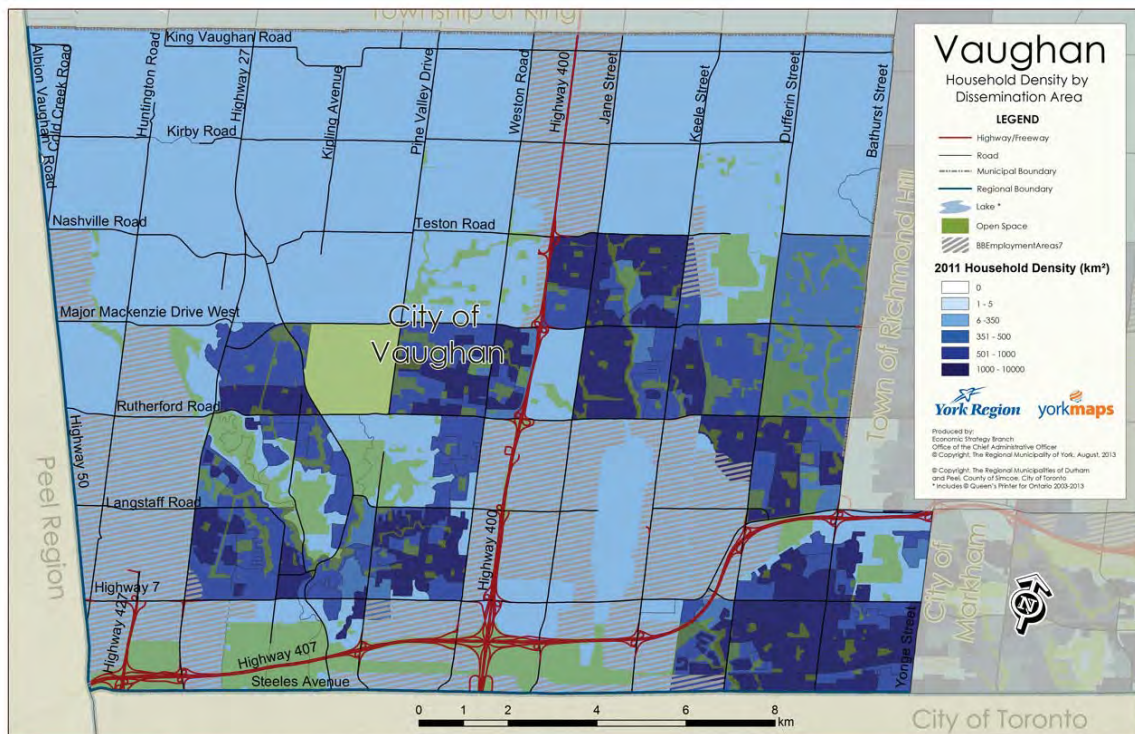 Township of King
King Vaughan Road
Albion Vaughan Road
Cold Creek Road
Huntington Road
Highway 27
Kipling Avenue
Pine Valley Drive
Weston Road
Highway 400
Jane Street
Keele Street
Dufferin Street
Bathurst Street
Kirby Road
Nashville Road
Teston Road
Major Mackenzie Drive West
City of
Vaughan
Rutherford Road
Highway 50
Langstaff Road
Peel Region
Highway 400
Highway 7
Highway 427
Highway 407
Steeles Avenue
Yonge Street
Town of Richmond Hill
City of
Markham
City of Toronto
N
0 1 2 4 6 8
km
Vaughan
Household Density by
Dissemination Area
LEGEND
Highway/Freeway
Road
Municipal Boundary
Regional Boundary
Lake *
Open Space
BBEmploymentAreas7
2011 Household Density (km²)
0
1 - 5
6 -350
351 - 500
501 - 1000
1000 - 10000
York Region
yorkmaps
Produced by:
Economic Strategy Branch
Office of the Chief Administrative Officer
© Copyright, The Regional Municipality of York, August, 2013
© Copyright, The Regional Municipalities of Durham
and Peel, County of Simcoe, City of Toronto
* Includes © Queen's Printer for Ontario 2003-2013